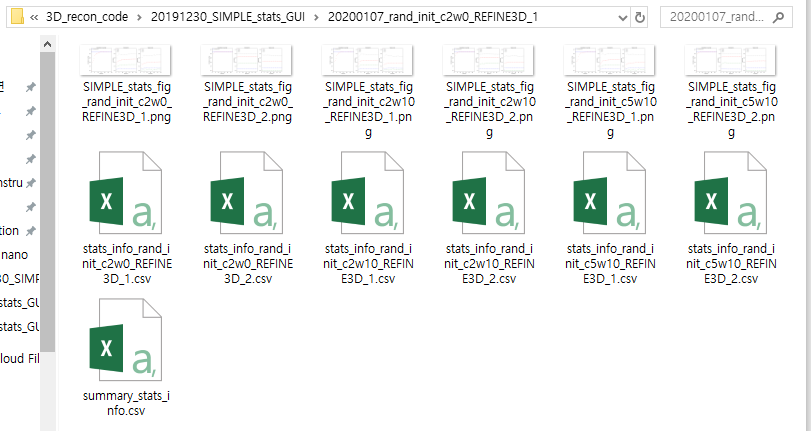 « 3D_recon_code > 20191230_SIMPLE_stats_GUI > 20200107_rand_init_c2w0_REFINE3D_1
20200107_rand...
SIMPLE_stats_fig
_rand_init_c2w0_
REFINE3D_1.png
SIMPLE_stats_fig
_rand_init_c2w0_
REFINE3D_2.png
SIMPLE_stats_fig
_rand_init_c2w10
_REFINE3D_1.pn
g
SIMPLE_stats_fig
_rand_init_c2w10
_REFINE3D_2.pn
g
SIMPLE_stats_fig
_rand_init_c5w10
_REFINE3D_1.pn
g
SIMPLE_stats_fig
_rand_init_c5w10
_REFINE3D_2.pn
g
X a,
X a,
X a,
X a,
X a,
X a,
stats_info_rand_i
nit_c2w0_REFINE
3D_1.csv
stats_info_rand_i
nit_c2w0_REFINE
3D_2.csv
stats_info_rand_i
nit_c2w10_REFIN
E3D_1.csv
stats_info_rand_i
nit_c2w10_REFIN
E3D_2.csv
stats_info_rand_i
nit_c5w10_REFIN
E3D_1.csv
stats_info_rand_i
nit_c5w10_REFIN
E3D_2.csv
X a,
summary_stats_i
nfo.csv
nstru
tion
nano
30_SIMP
stats_GU
stats_GU
loud Fil